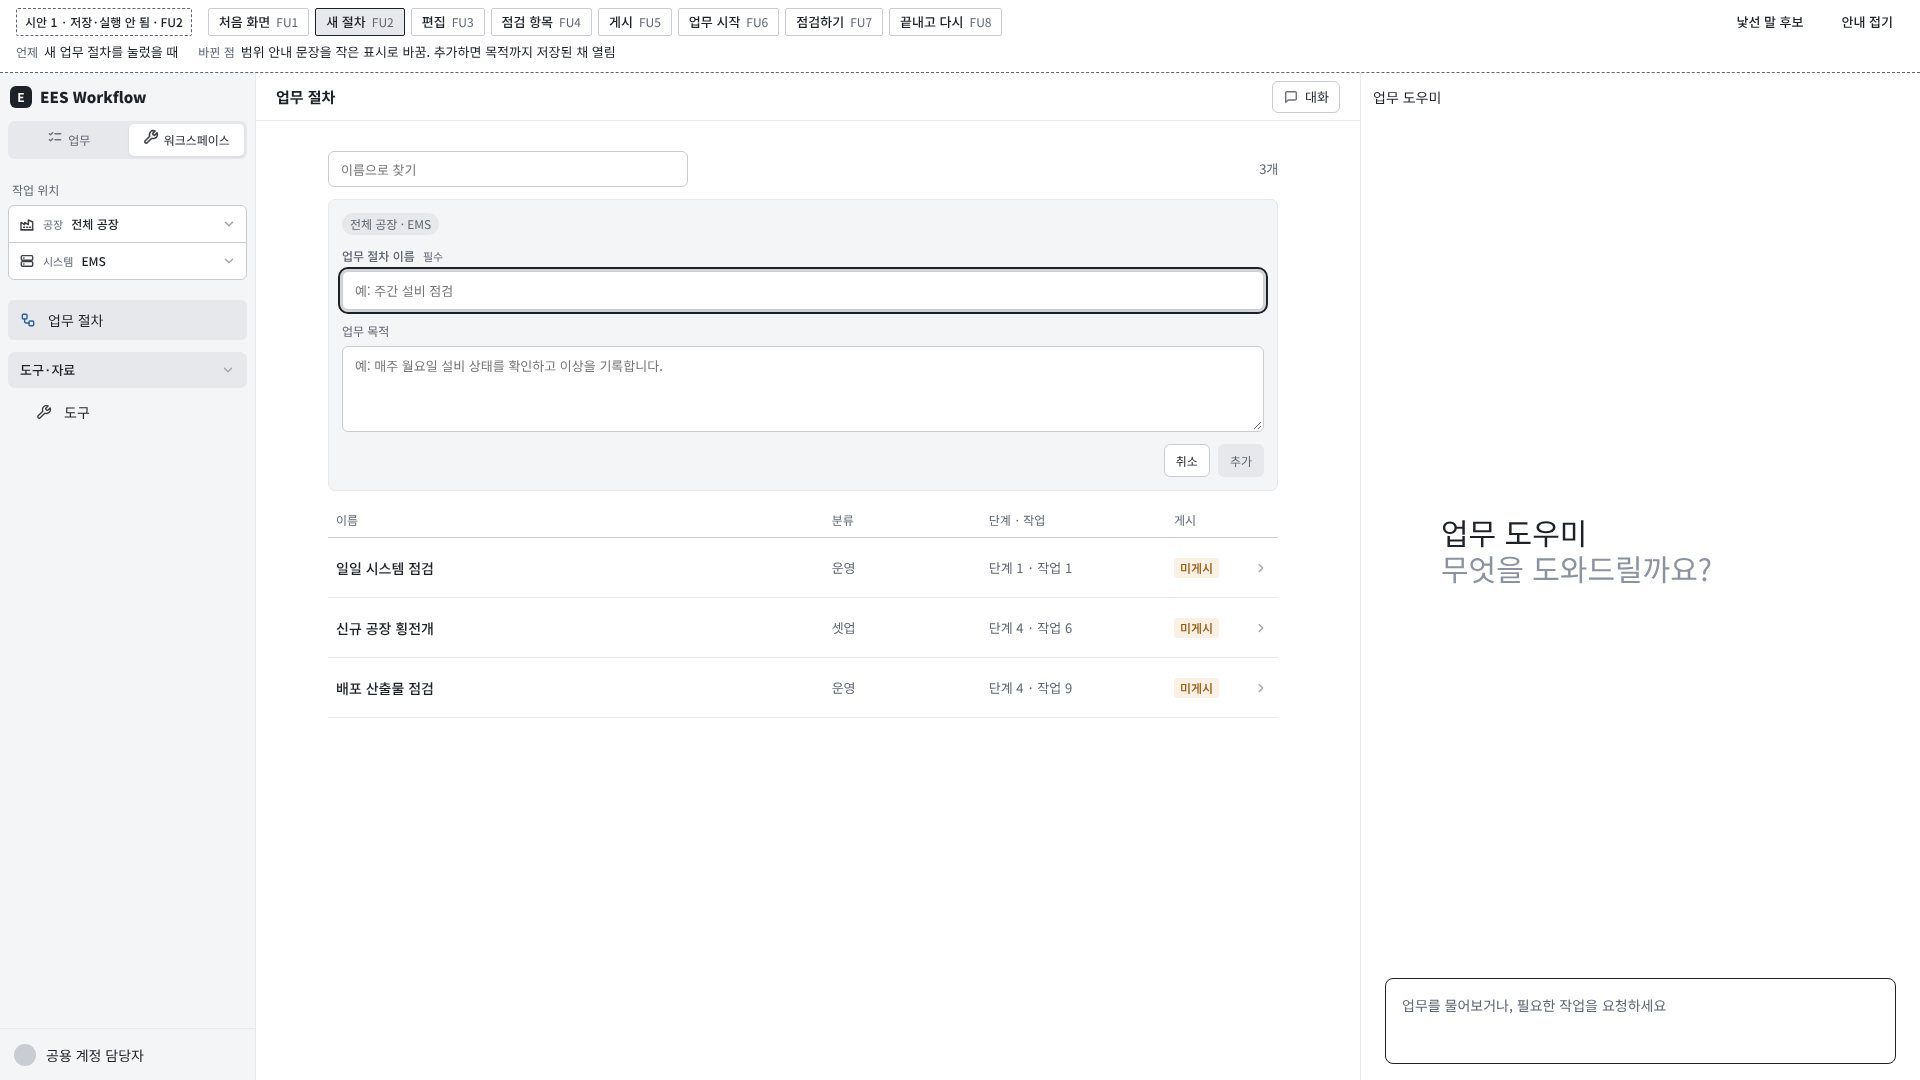 시안 1 · 저장·실행 안 됨 · FU2
처음 화면 FU1
새 절차 FU2
편집 FU3
점검 항목 FU4
게시 FU5
업무 시작 FU6
점검하기 FU7
끝내고 다시 FU8
낯선 말 후보
안내 접기
언제 새 업무 절차를 눌렀을 때 바뀐 점 범위 안내 문장을 작은 표시로 바꿈. 추가하면 목적까지 저장된 채 열림
E EES Workflow
업무
워크스페이스
작업 위치
공장 전체 공장
시스템 EMS
업무 절차
도구·자료
도구
공용 계정 담당자
업무 절차
대화
이름으로 찾기
3개
전체 공장 · EMS
업무 절차 이름 필수
예: 주간 설비 점검
업무 목적
예: 매주 월요일 설비 상태를 확인하고 이상을 기록합니다.
취소
추가
이름 분류 단계 · 작업 게시
일일 시스템 점검 운영 단계 1 · 작업 1 미게시
신규 공장 횡전개 셋업 단계 4 · 작업 6 미게시
배포 산출물 점검 운영 단계 4 · 작업 9 미게시
업무 도우미
업무 도우미
무엇을 도와드릴까요?
업무를 물어보거나, 필요한 작업을 요청하세요